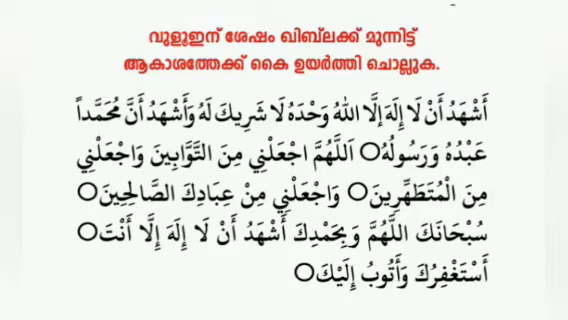 വുളൂഇന് ശേഷം ഖിബ്‌ലക്ക് മുന്നിട്ട്
ആകാശത്തേക്ക് കൈ ഉയർത്തി ചൊല്ലുക.
أَشْهَدُ أَنْ لَا إِلَهَ إلَّا اللهُ وَحْدَهُ لَا شَرِيكَ لَهُ وَأَشْهَدُ أَنَّ مُحَمَّداً
عَبْدُهُ وَرَسُولُهُ○ اَللَّهُمَّ اجْعَلْنِي مِنَ التَّوَّابِينَ وَاجْعَلْنِي
مِنَ الْمُتَطَهِّرِينَ○ وَاجْعَلْنِي مِنْ عِبَادِكَ الصَّالِحِينَ○
سُبْحَانَكَ اللَّهُمَّ وَبِحَمْدِكَ أَشْهَدُ أَنْ لَا إِلَهَ إِلَّا أَنْتَ○
أَسْتَغْفِرُكَ وَأَتُوبُ إِلَيْكَ○